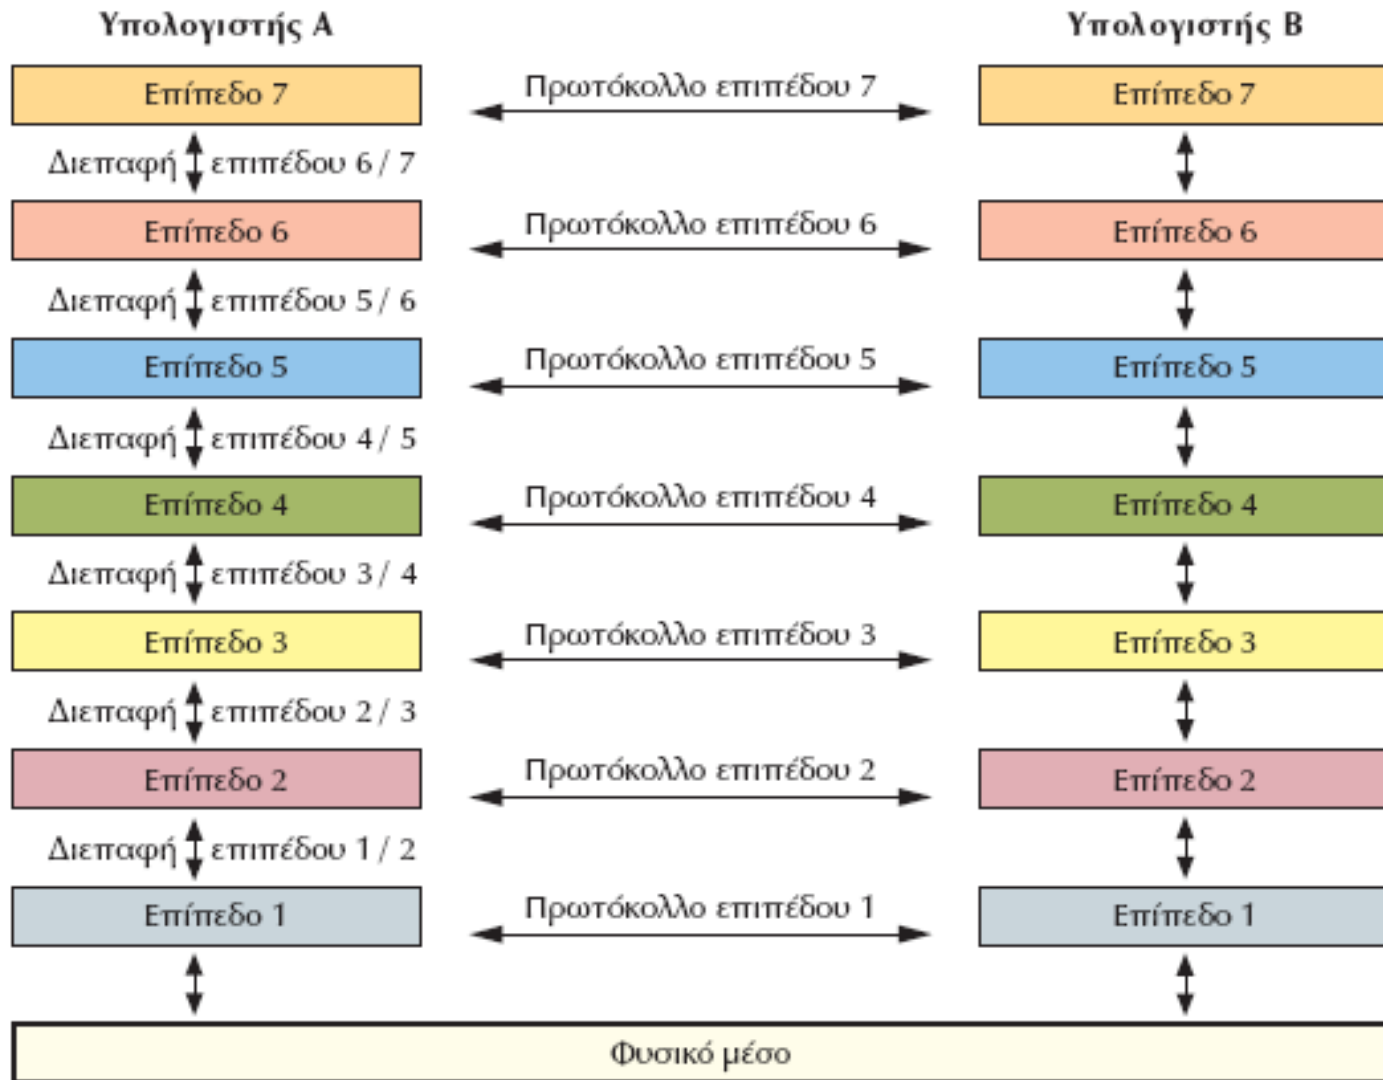 Υπολογιστής Α Υπολογιστής Β
Επίπεδο 7 Πρωτόκολλο επιπέδου 7 Επίπεδο 7
Διεπαφή επιπέδου 6 / 7
Επίπεδο 6 Πρωτόκολλο επιπέδου 6 Επίπεδο 6
Διεπαφή επιπέδου 5 / 6
Επίπεδο 5 Πρωτόκολλο επιπέδου 5 Επίπεδο 5
Διεπαφή επιπέδου 4 / 5
Επίπεδο 4 Πρωτόκολλο επιπέδου 4 Επίπεδο 4
Διεπαφή επιπέδου 3 / 4
Επίπεδο 3 Πρωτόκολλο επιπέδου 3 Επίπεδο 3
Διεπαφή επιπέδου 2 / 3
Επίπεδο 2 Πρωτόκολλο επιπέδου 2 Επίπεδο 2
Διεπαφή επιπέδου 1 / 2
Επίπεδο 1 Πρωτόκολλο επιπέδου 1 Επίπεδο 1
Φυσικό μέσο